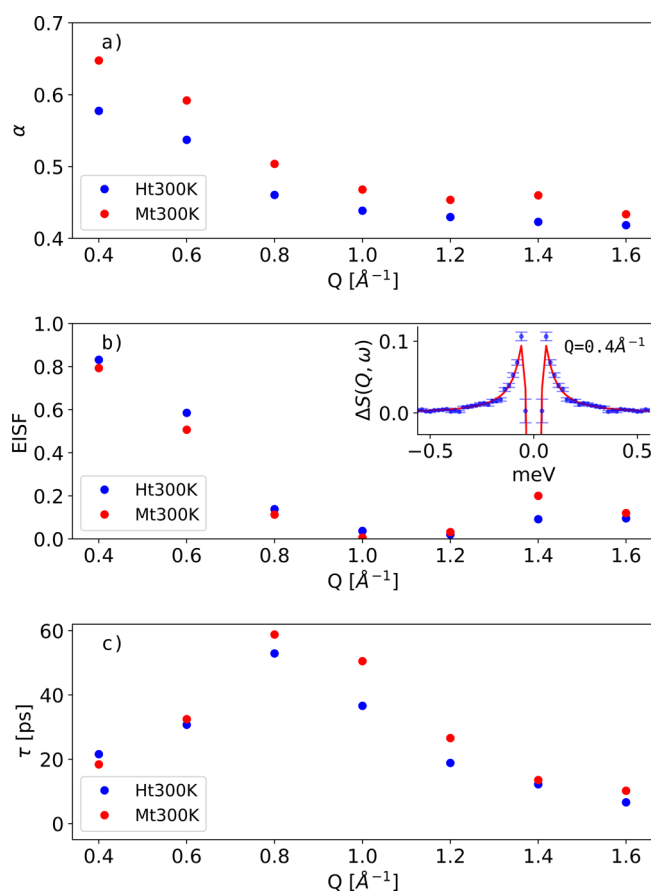 0.7
a)
0.6
α
0.5
Ht300K
Mt300K
0.4
0.4 0.6 0.8 1.0 1.2 1.4 1.6
Q [Å⁻¹]
1.0
b)
0.8
0.6
EISF
0.4
Ht300K
0.2
Mt300K
0.0
0.4 0.6 0.8 1.0 1.2 1.4 1.6
Q [Å⁻¹]
0.1
Q=0.4Å⁻¹
ΔS(Q, ω)
0.0
−0.5 0.0 0.5
meV
60
c)
40
τ [ps]
20
Ht300K
Mt300K
0
0.4 0.6 0.8 1.0 1.2 1.4 1.6
Q [Å⁻¹]